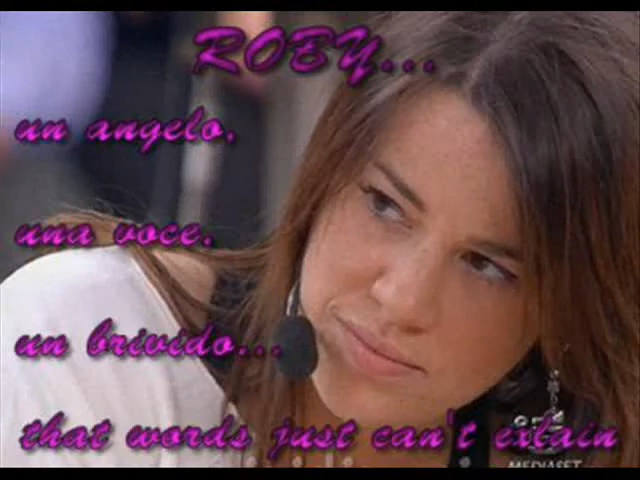 ROBY...
un angelo.
una voce.
un brivido...
that words just can't exlain
MEDIASET